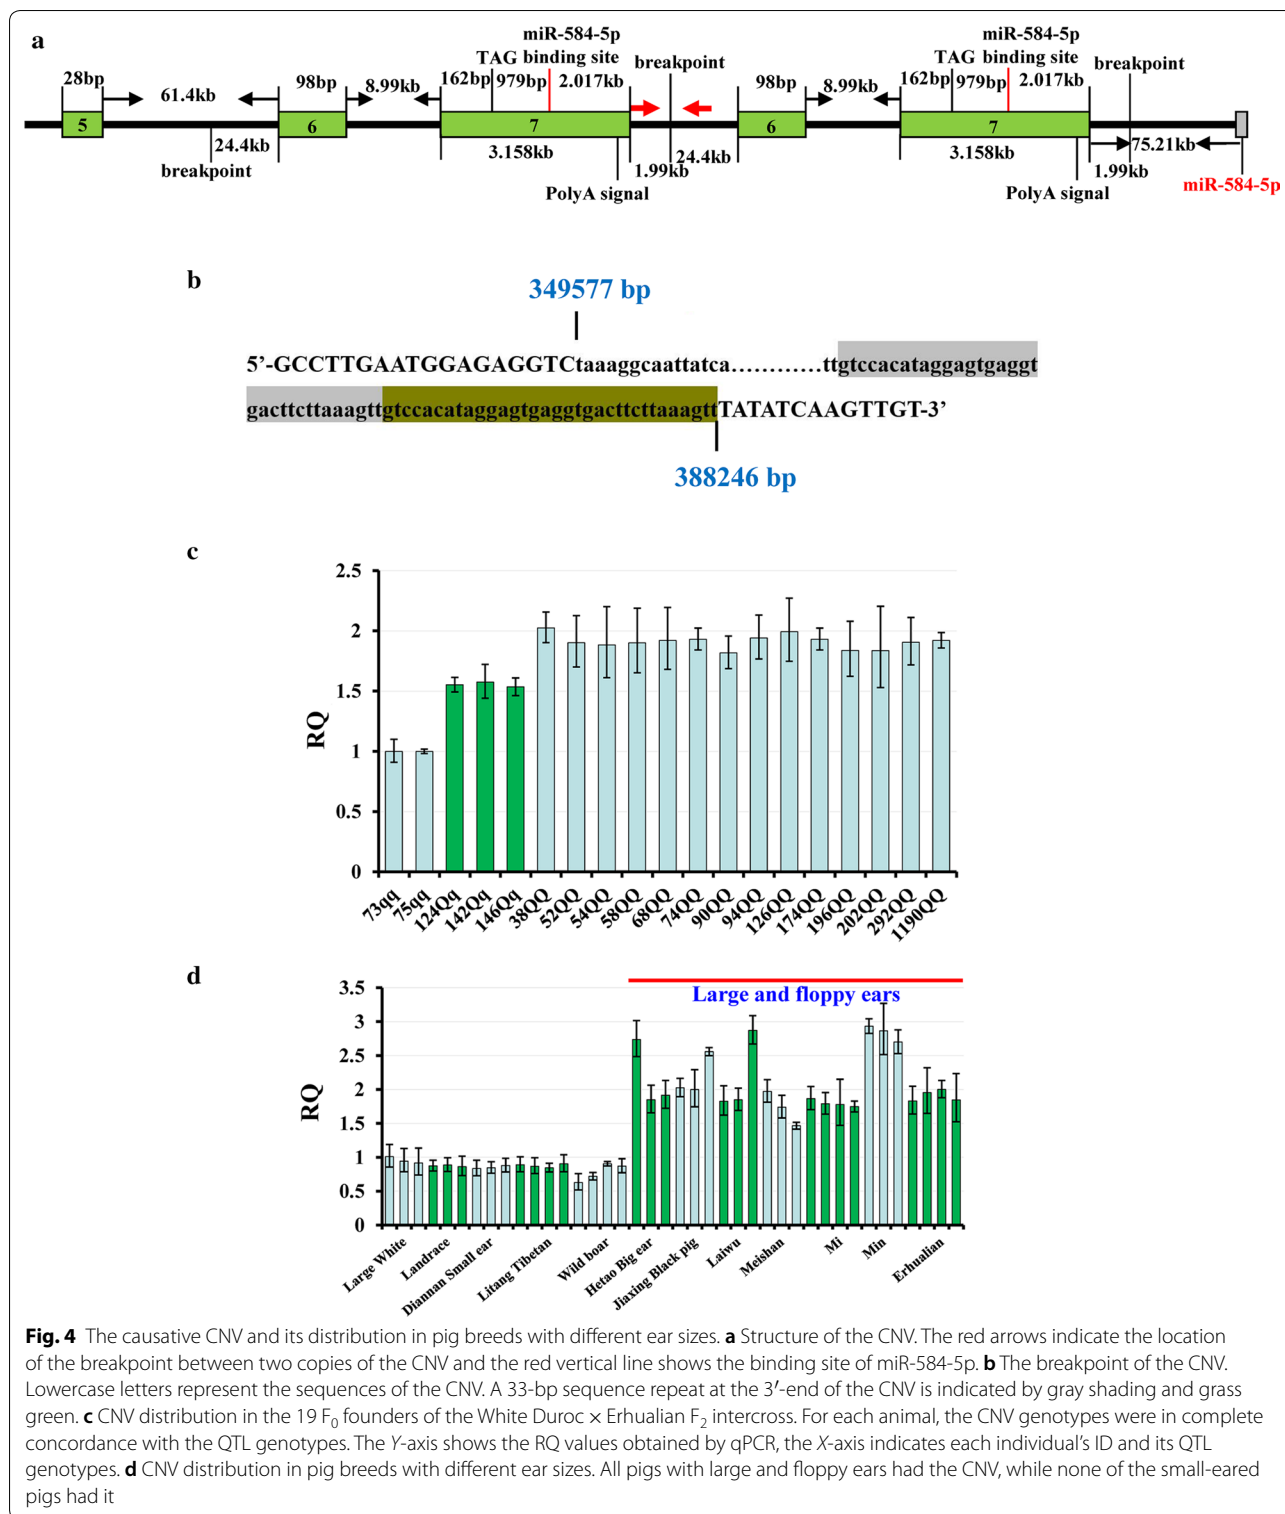 a
miR-584-5p
miR-584-5p
TAG binding site
breakpoint
TAG binding site
breakpoint
28bp
61.4kb
98bp
8.99kb
162bp
979bp
2.017kb
98bp
8.99kb
162bp
979bp
2.017kb
5
6
7
6
7
24.4kb
3.158kb
1.99kb
24.4kb
3.158kb
1.99kb
75.21kb
breakpoint
PolyA signal
PolyA signal
miR-584-5p
b
349577 bp
5’-GCCTTGAATGGAGAGGTCtaaaggcaattatca…………ttgtccacataggagtgaggt
gacttcttaaagttgtccacataggagtgaggtgacttcttaaagttTATATCAAGTTGT-3’
388246 bp
c
2.5
2
1.5
1
0.5
0
RQ
73qq
75qq
124Qq
142Qq
146Qq
38QQ
52QQ
54QQ
58QQ
68QQ
74QQ
90QQ
94QQ
126QQ
174QQ
196QQ
202QQ
292QQ
1190QQ
d
Large and floppy ears
3.5
3
2.5
2
1.5
1
0.5
0
RQ
Large White
Landrace
Diannan Small ear
Litang Tibetan
Wild boar
Hetao Big ear
Jiaxing Black pig
Laiwu
Meishan
Mi
Min
Erhualian
Fig. 4 The causative CNV and its distribution in pig breeds with different ear sizes. a Structure of the CNV. The red arrows indicate the location
of the breakpoint between two copies of the CNV and the red vertical line shows the binding site of miR-584-5p. b The breakpoint of the CNV.
Lowercase letters represent the sequences of the CNV. A 33-bp sequence repeat at the 3′-end of the CNV is indicated by gray shading and grass
green. c CNV distribution in the 19 F0 founders of the White Duroc × Erhualian F2 intercross. For each animal, the CNV genotypes were in complete
concordance with the QTL genotypes. The Y-axis shows the RQ values obtained by qPCR, the X-axis indicates each individual's ID and its QTL
genotypes. d CNV distribution in pig breeds with different ear sizes. All pigs with large and floppy ears had the CNV, while none of the small-eared
pigs had it